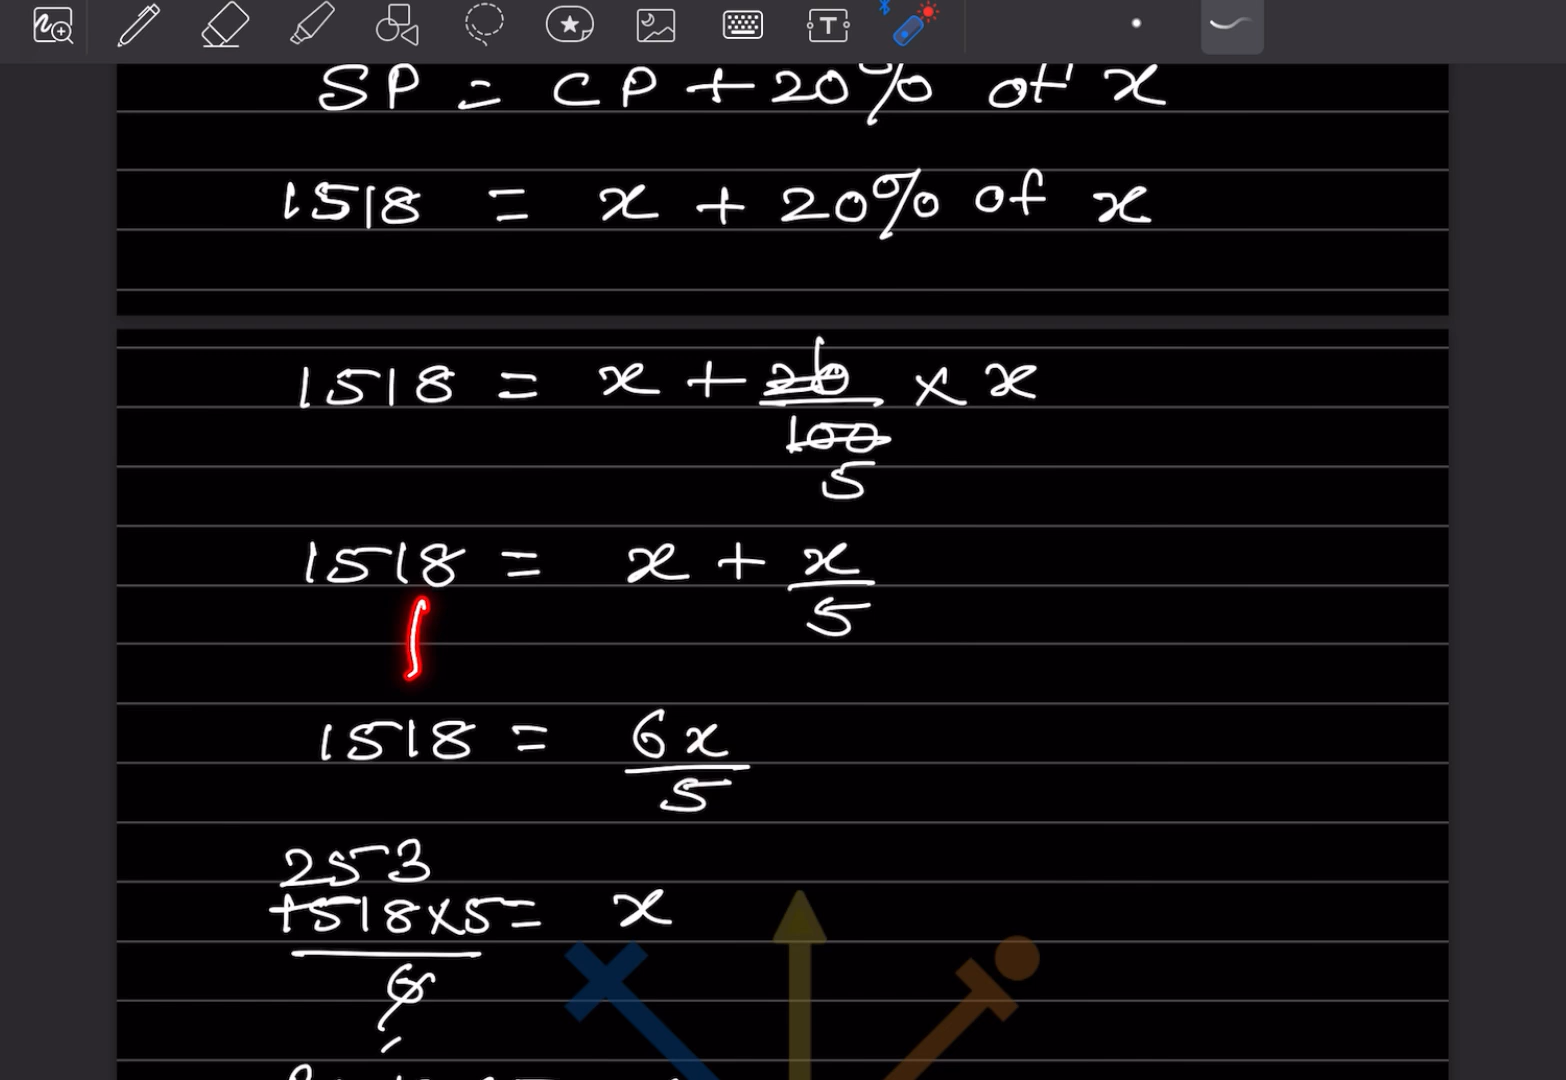 SP = CP + 20% of x
1518 = x + 20% of x
1518 = x + 20/100 × x
1
5
1518 = x + x/5
1518 = 6x/5
253
1518×5/6 = x